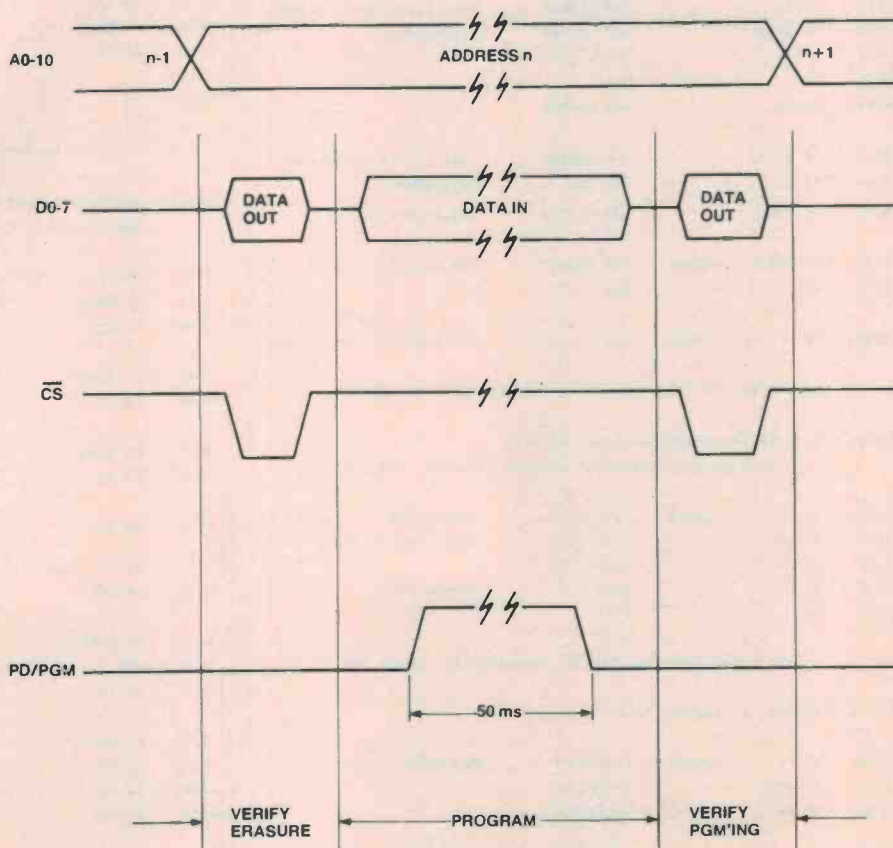 A0-10
n-1
ADDRESS n
n+1
D0-7
DATA
OUT
DATA IN
DATA
OUT
CS
PD/PGM
50 ms
VERIFY
ERASURE
PROGRAM
VERIFY
PGM'ING